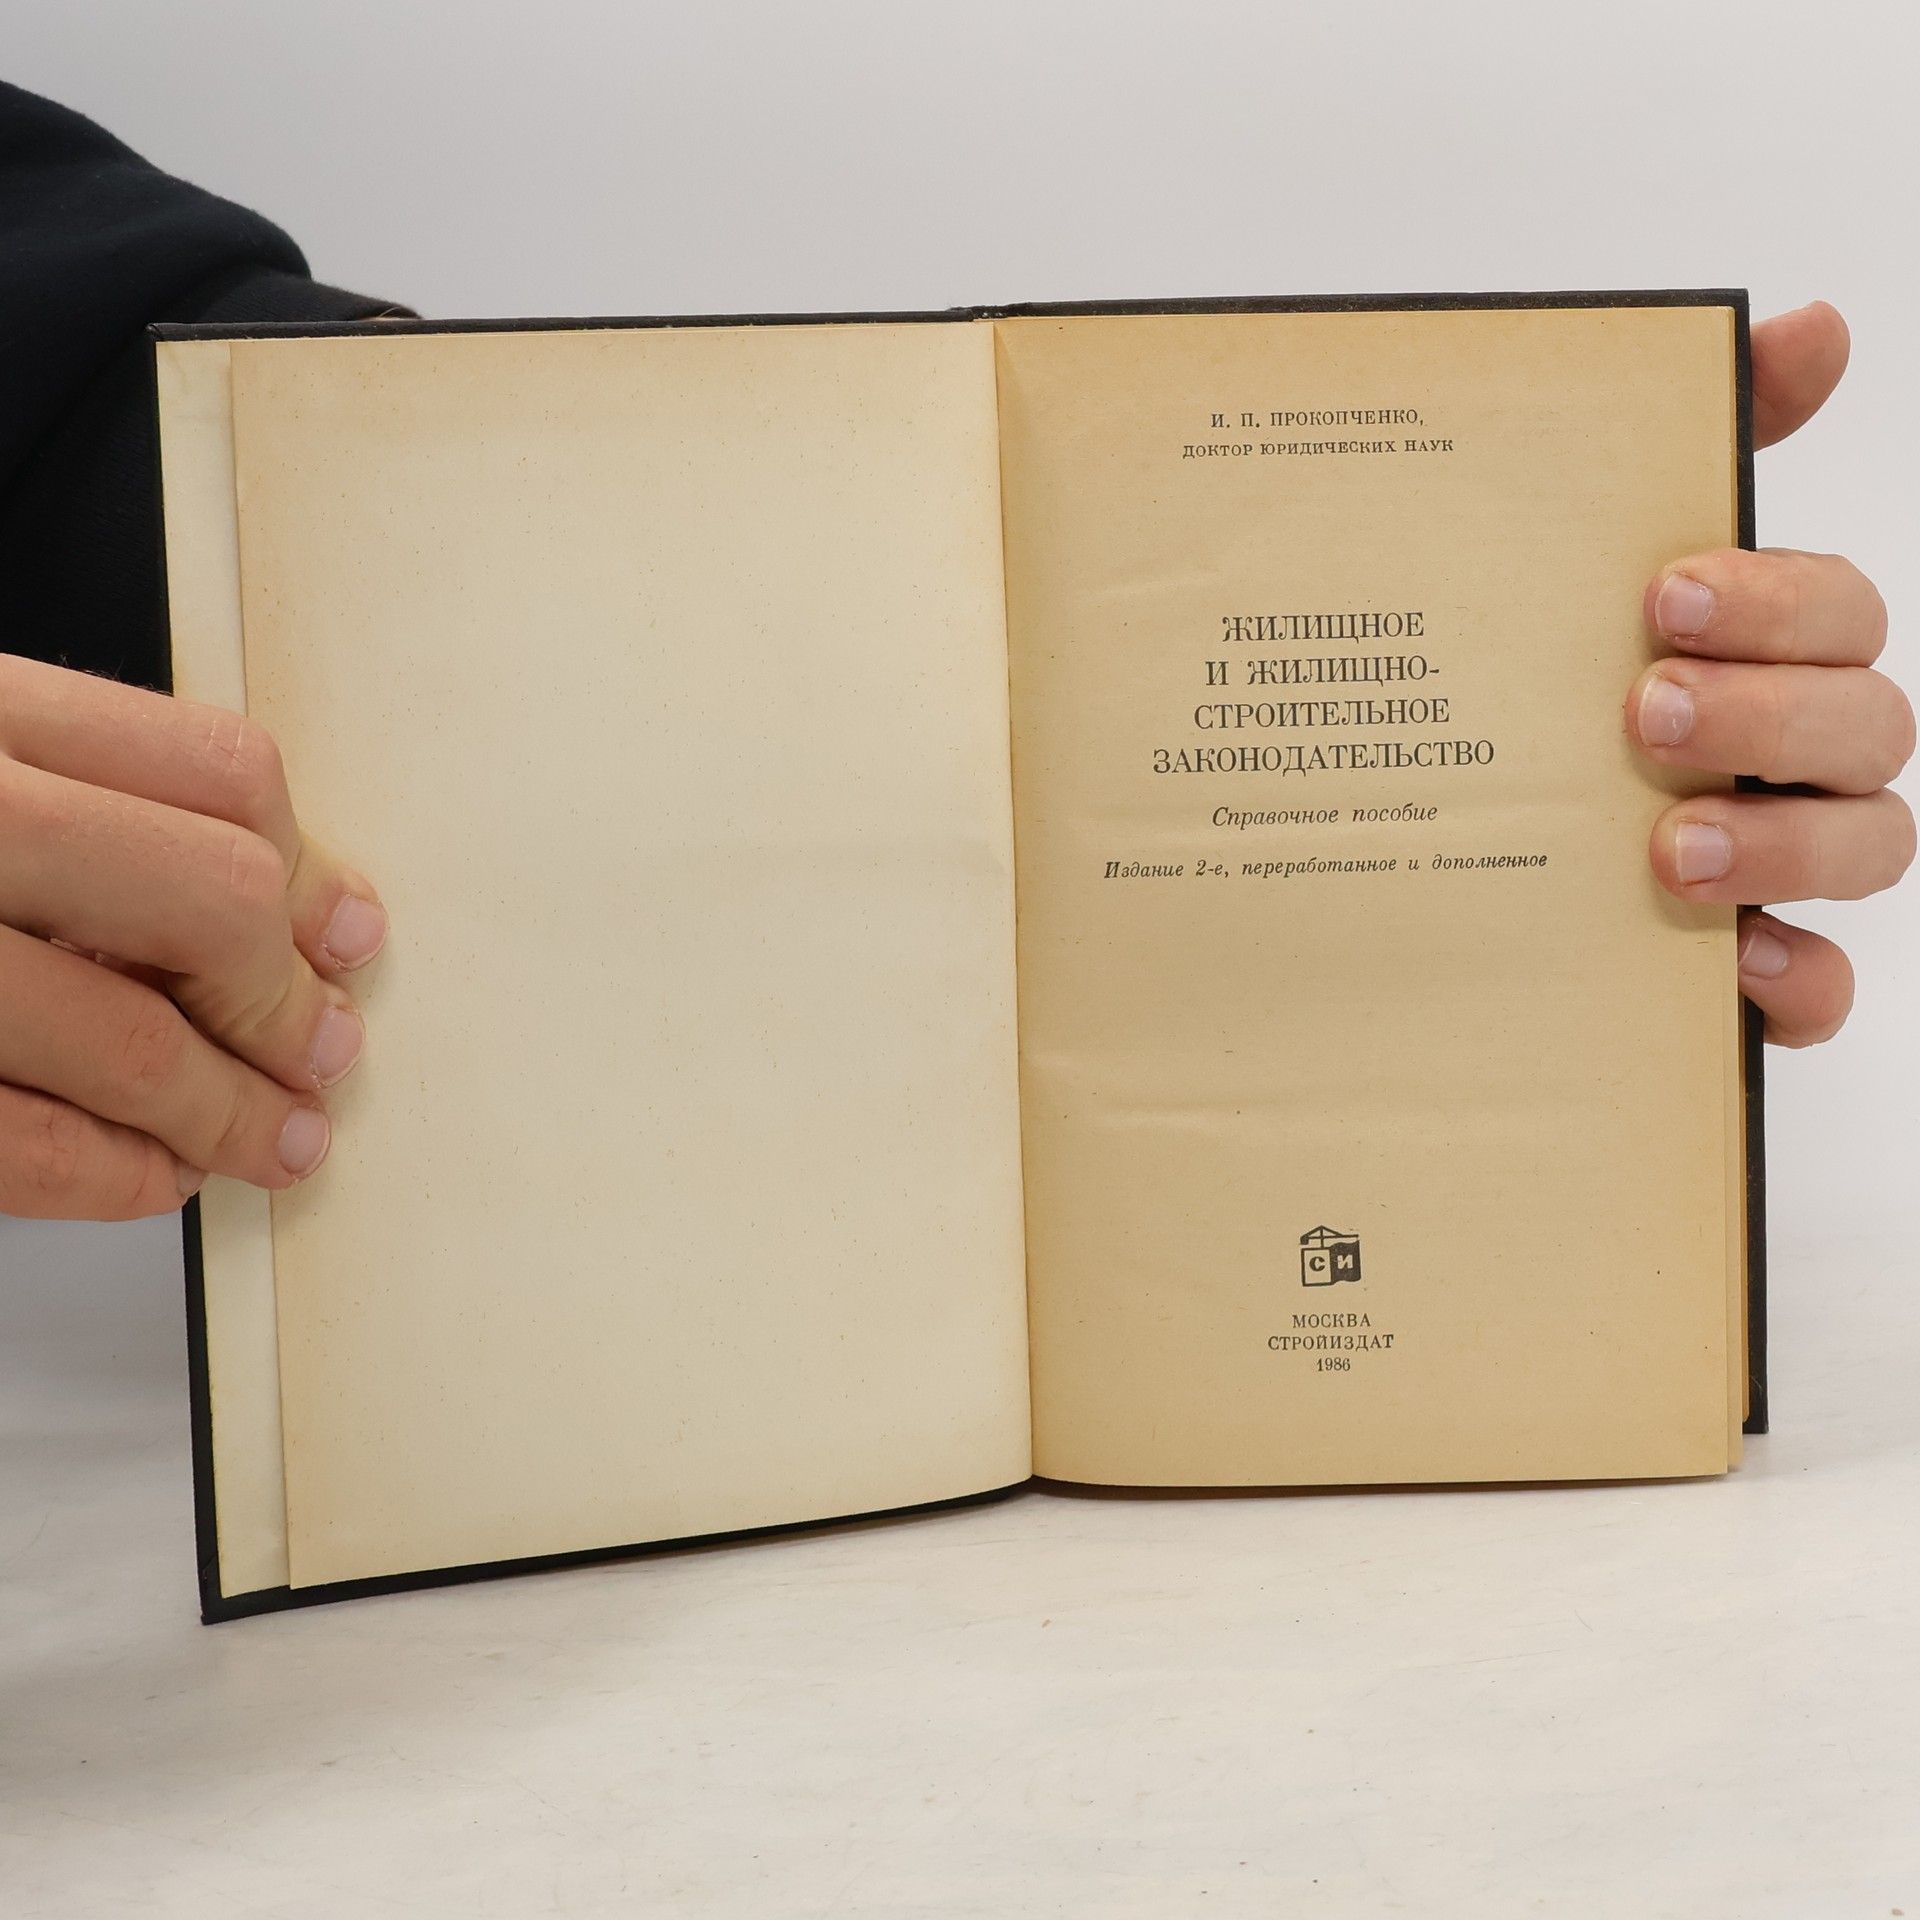 И. П. ПРОКОПЧЕНКО,
ДОКТОР ЮРИДИЧЕСКИХ НАУК
ЖИЛИЩНОЕ
И ЖИЛИЩНО-
СТРОИТЕЛЬНОЕ
ЗАКОНОДАТЕЛЬСТВО
Справочное пособие
Издание 2-е, переработанное и дополненное
СИ
МОСКВА
СТРОЙИЗДАТ
1986